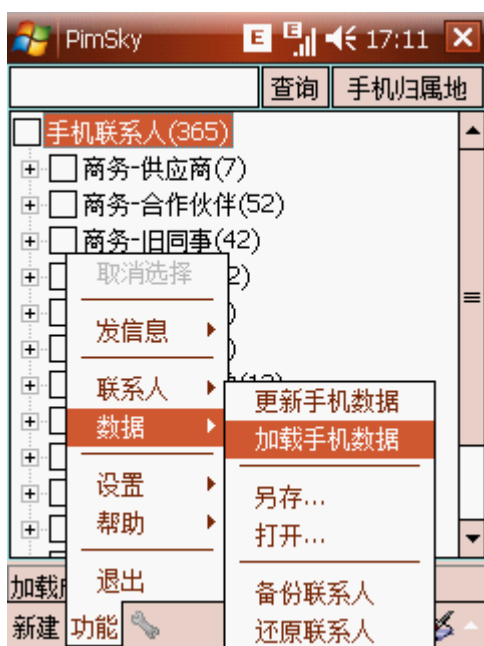 PimSky E E 17:11
查询 手机归属地
手机联系人(365)
商务-供应商(7)
商务-合作伙伴(52)
商务-旧同事(42)
取消选择
发信息
联系人
数据
设置
帮助
退出
更新手机数据
加载手机数据
另存...
打开...
备份联系人
还原联系人
加载
新建 功能